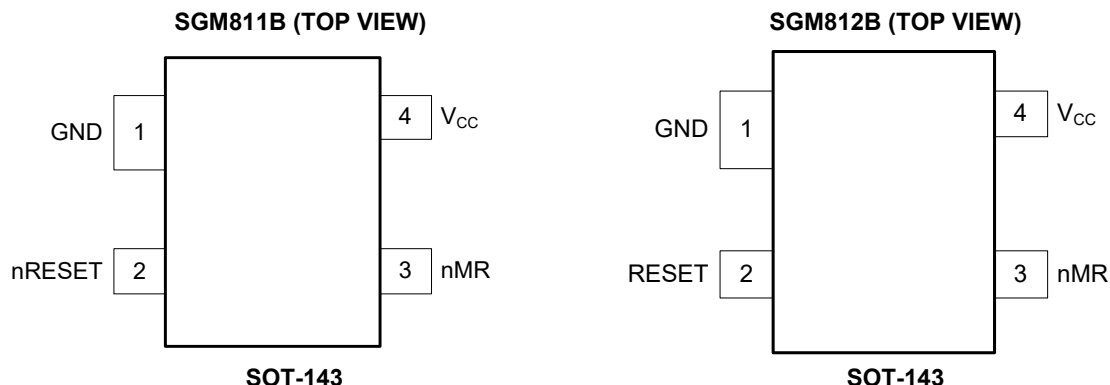 SGM811B (TOP VIEW)
GND 1
4 VCC
nRESET 2
3 nMR
SOT-143
SGM812B (TOP VIEW)
GND 1
4 VCC
RESET 2
3 nMR
SOT-143